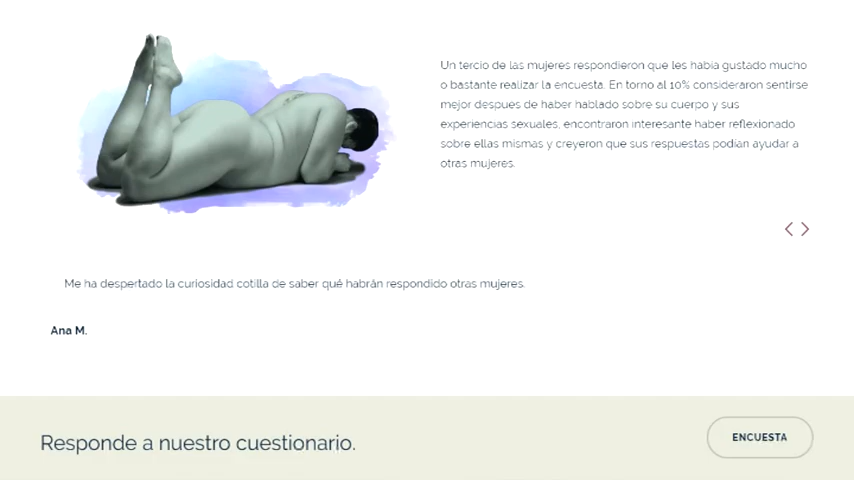 Un tercio de las mujeres respondieron que les había gustado mucho
o bastante realizar la encuesta. En torno al 10% consideraron sentirse
mejor después de haber hablado sobre su cuerpo y sus
experiencias sexuales, encontraron interesante haber reflexionado
sobre ellas mismas y creyeron que sus respuestas podían ayudar a
otras mujeres.
Me ha despertado la curiosidad cotilla de saber qué habrán respondido otras mujeres.
Ana M.
Responde a nuestro cuestionario.
ENCUESTA